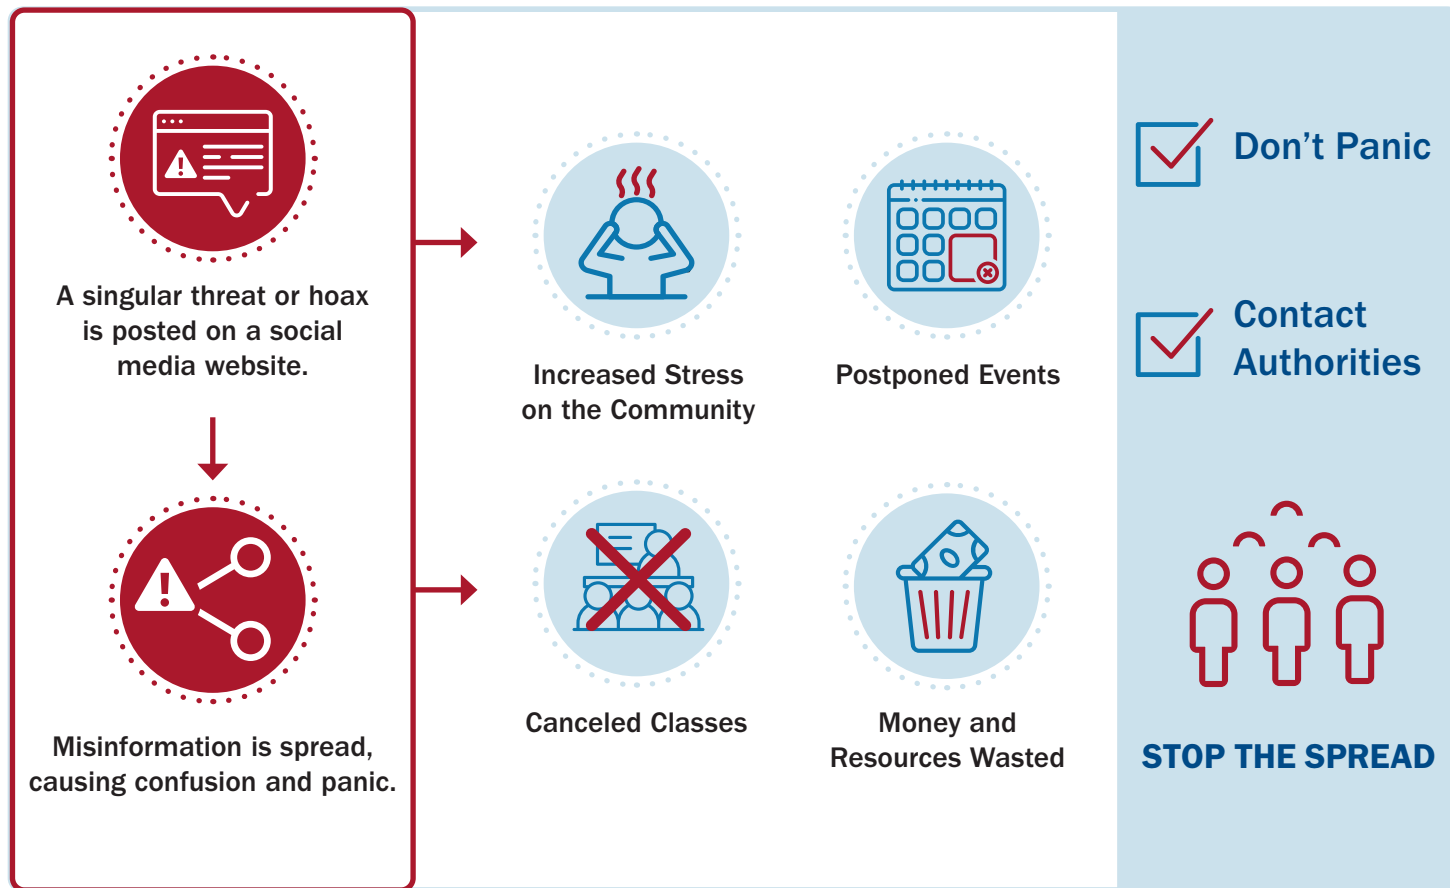 A singular threat or hoax
is posted on a social
media website.
Misinformation is spread,
causing confusion and panic.
Increased Stress
on the Community
Postponed Events
Canceled Classes
Money and
Resources Wasted
Don’t Panic
Contact
Authorities
STOP THE SPREAD